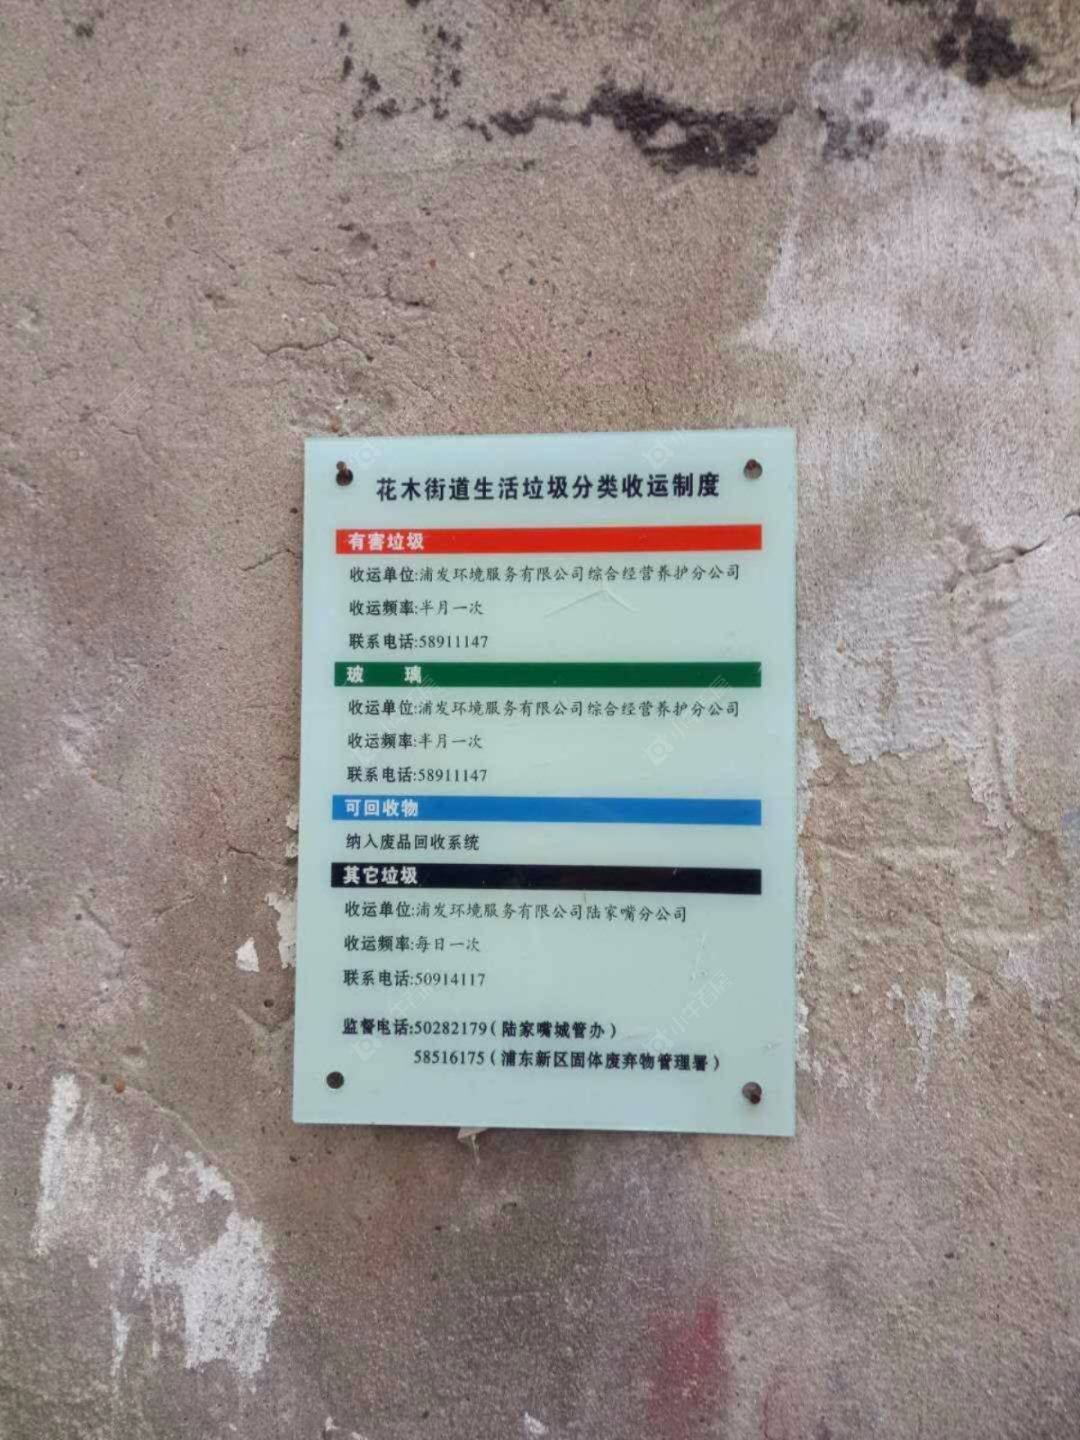 花木街道生活垃圾分类收运制度
有害垃圾
收运单位:浦发环境服务有限公司综合经营养护分公司
收运频率:半月一次
联系电话:58911147
玻 璃
收运单位:浦发环境服务有限公司综合经营养护分公司
收运频率:半月一次
联系电话:58911147
可回收物
纳入废品回收系统
其它垃圾
收运单位:浦发环境服务有限公司陆家嘴分公司
收运频率:每日一次
联系电话:50914117
监督电话:50282179(陆家嘴城管办)
58516175(浦东新区固体废弃物管理署)